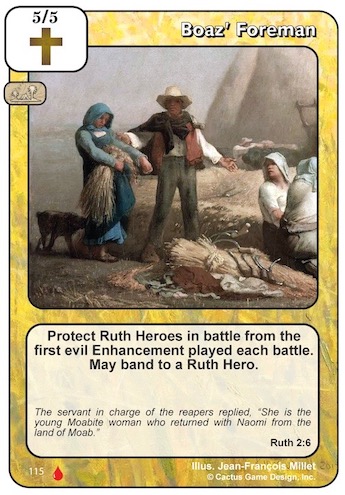 5/5
Boaz' Foreman
Protect Ruth Heroes in battle from the
first evil Enhancement played each battle.
May band to a Ruth Hero.
The servant in charge of the reapers replied, "She is the
young Moabite woman who returned with Naomi from the
land of Moab."
Ruth 2:6
115
Illus. Jean-François Millet
© Cactus Game Design, Inc.